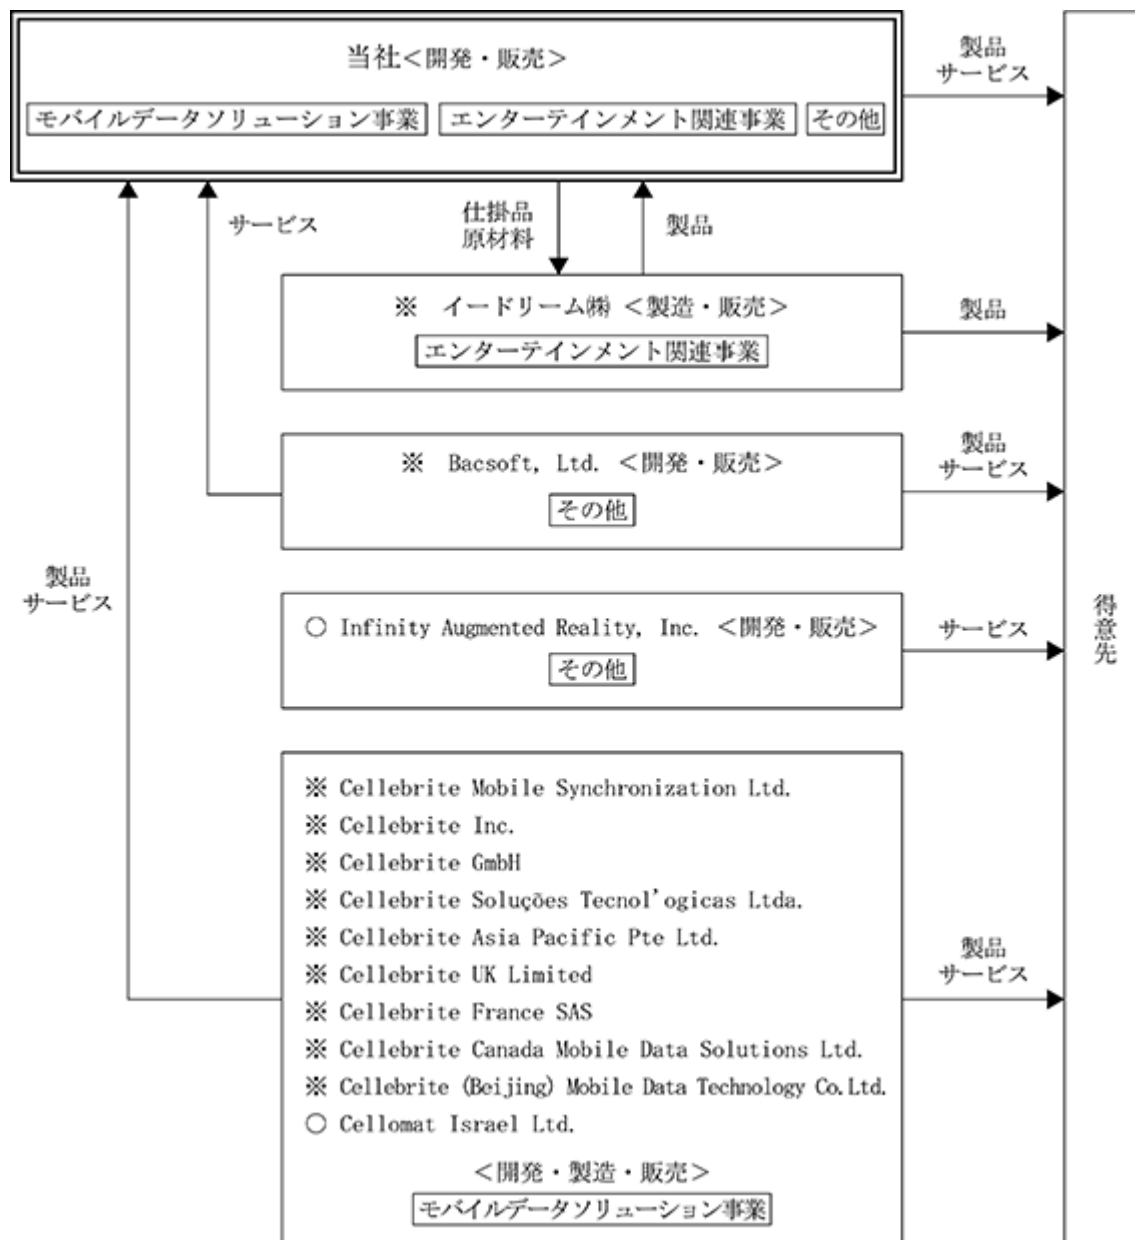 当社＜開発・販売＞
モバイルデータソリューション事業 エンターテインメント関連事業 その他
製品
サービス
サービス
仕掛品
原材料
製品
※ イードリーム㈱ ＜製造・販売＞
エンターテインメント関連事業
製品
※ Bacsoft, Ltd. ＜開発・販売＞
その他
製品
サービス
製品
サービス
○ Infinity Augmented Reality, Inc. ＜開発・販売＞
その他
サービス
得意先
※ Cellebrite Mobile Synchronization Ltd.
※ Cellebrite Inc.
※ Cellebrite GmbH
※ Cellebrite Soluções Tecnol'ogicas Ltda.
※ Cellebrite Asia Pacific Pte Ltd.
※ Cellebrite UK Limited
※ Cellebrite France SAS
※ Cellebrite Canada Mobile Data Solutions Ltd.
※ Cellebrite (Beijing) Mobile Data Technology Co.Ltd.
○ Cellomat Israel Ltd.
＜開発・製造・販売＞
モバイルデータソリューション事業
製品
サービス